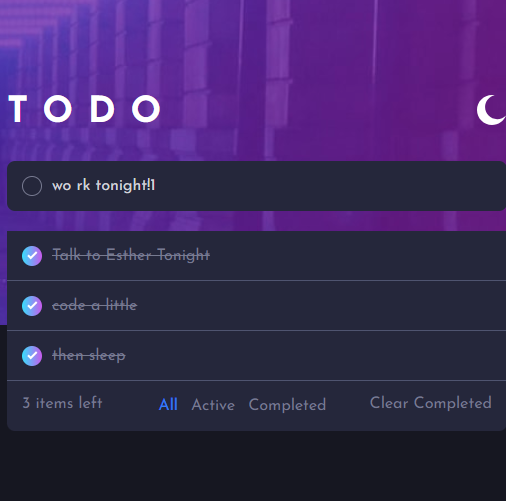 TODO
wo rk tonight!1
Talk to Esther Tonight
code a little
then sleep
3 items left All Active Completed Clear Completed